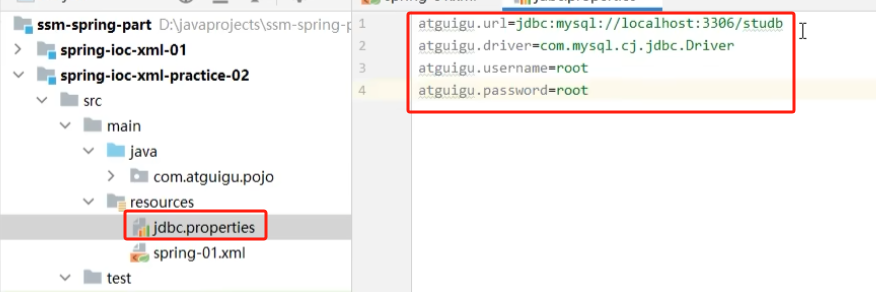 ssm-spring-part D:\javaprojects\ssm-spring-p
spring-ioc-xml-01
spring-ioc-xml-practice-02
src
main
java
com.atguigu.pojo
resources
jdbc.properties
spring-01.xml
test
1 atguigu.url=jdbc:mysql://localhost:3306/studb
2 atguigu.driver=com.mysql.cj.jdbc.Driver
3 atguigu.username=root
4 atguigu.password=root